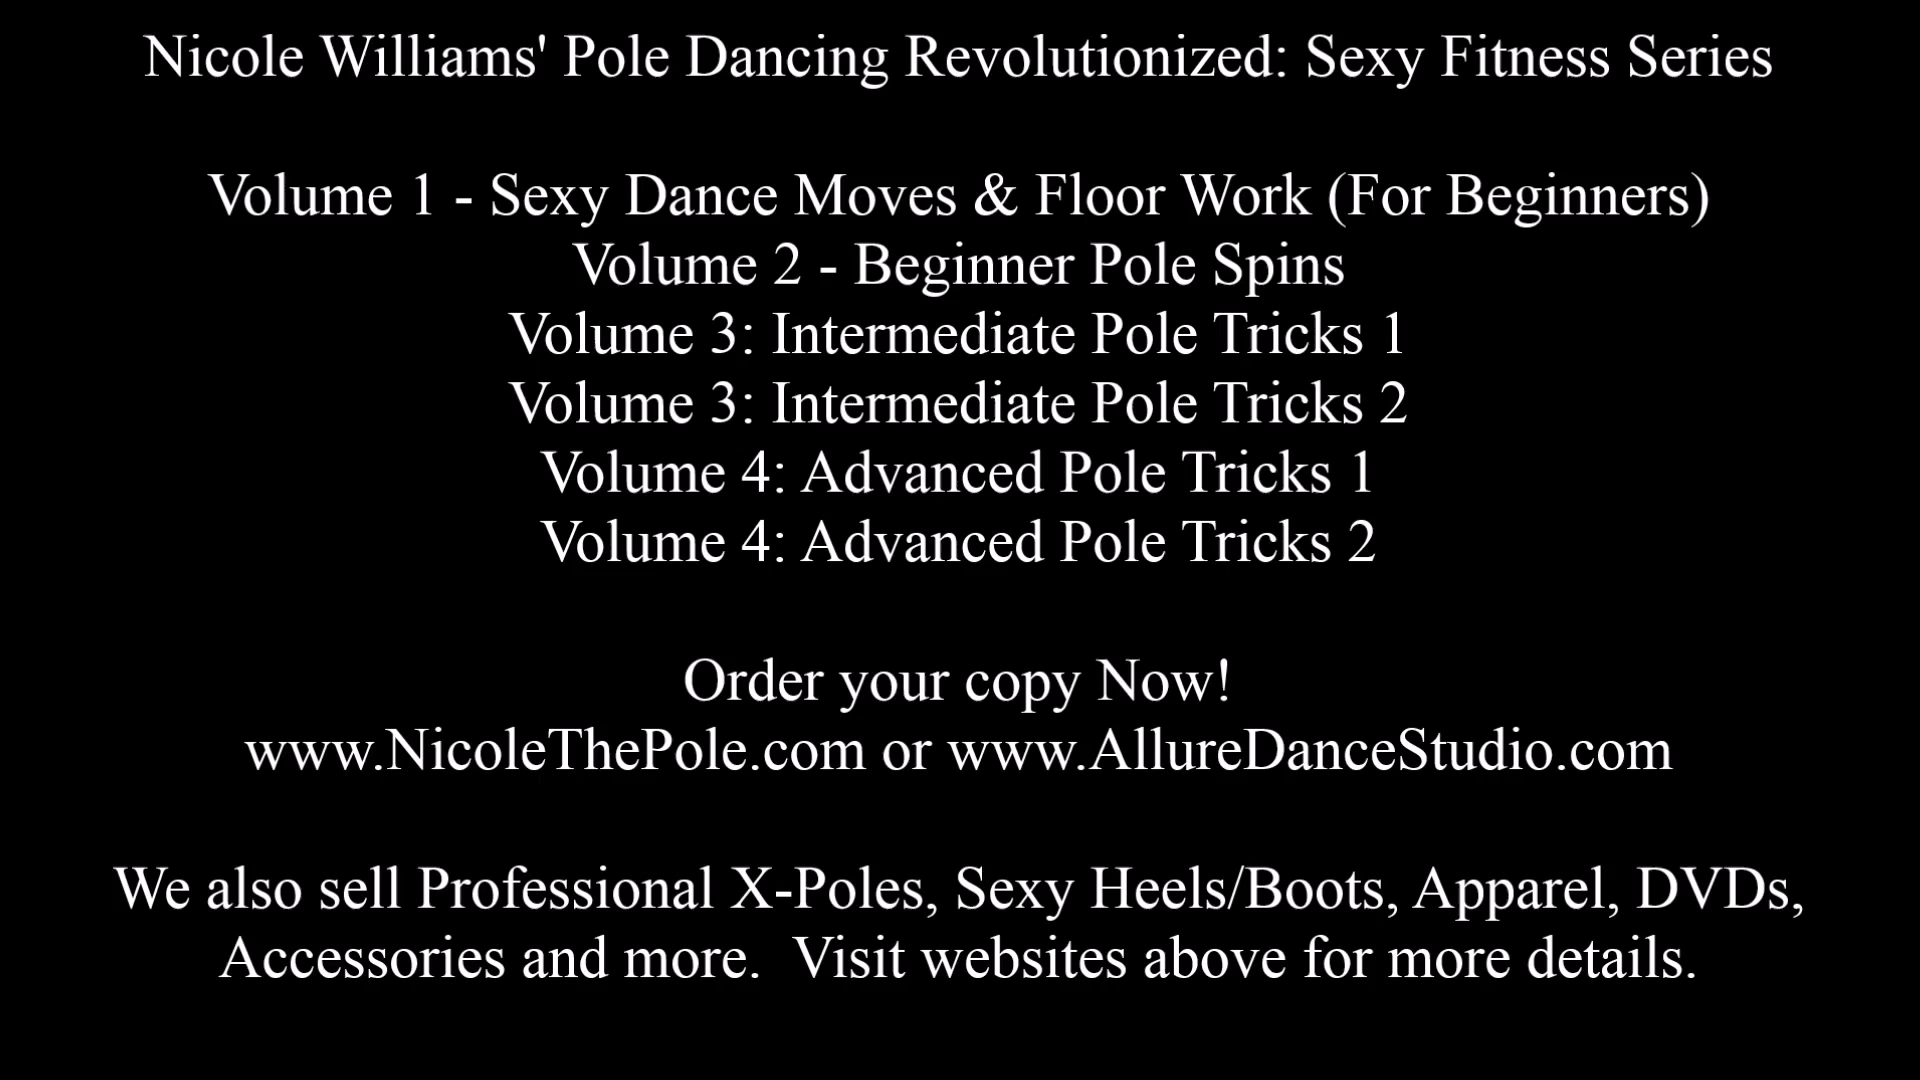 Nicole Williams' Pole Dancing Revolutionized: Sexy Fitness Series
Volume 1 - Sexy Dance Moves & Floor Work (For Beginners)
Volume 2 - Beginner Pole Spins
Volume 3: Intermediate Pole Tricks 1
Volume 3: Intermediate Pole Tricks 2
Volume 4: Advanced Pole Tricks 1
Volume 4: Advanced Pole Tricks 2
Order your copy Now!
www.NicoleThePole.com or www.AllureDanceStudio.com
We also sell Professional X-Poles, Sexy Heels/Boots, Apparel, DVDs,
Accessories and more.  Visit websites above for more details.